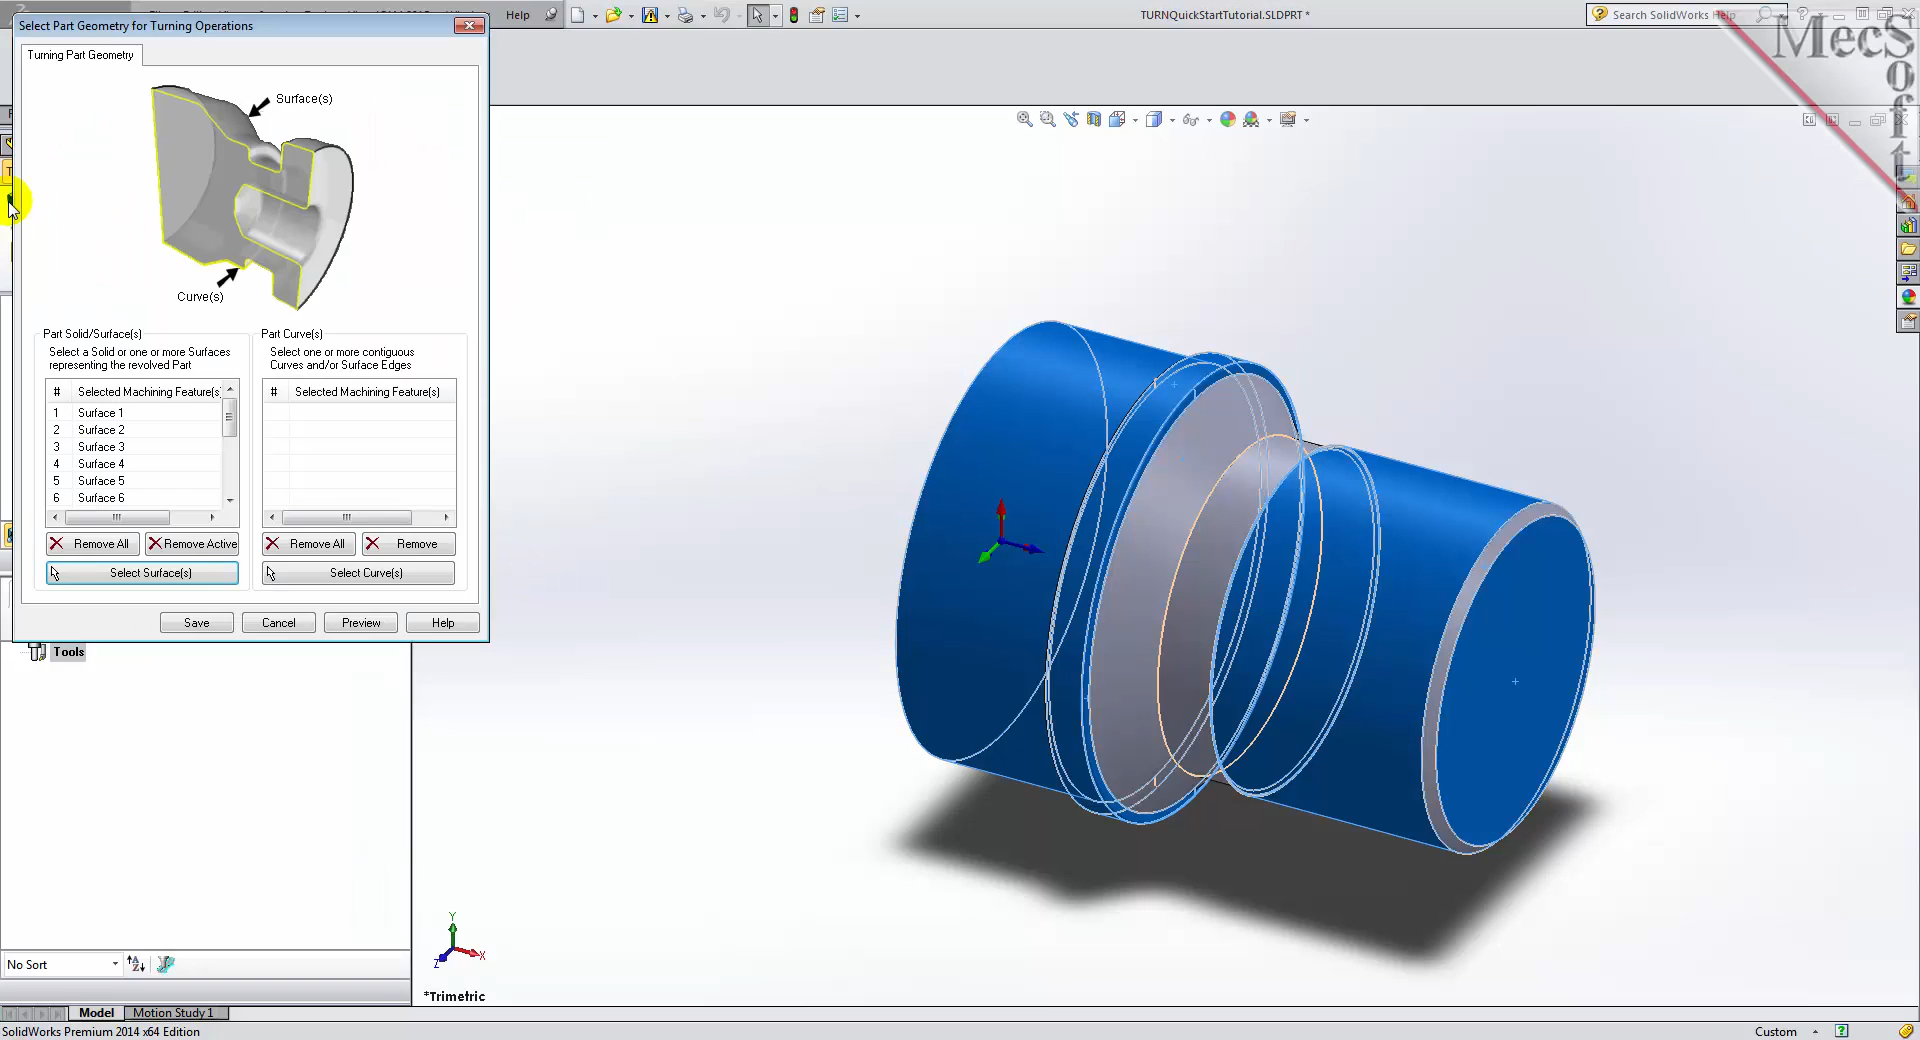 Select Part Geometry for Turning Operations
Help
TURNQuickStartTutorial.SLDPRT *
Search SolidWorks Help
MecSoft
Turning Part Geometry
Surface(s)
Curve(s)
Part Solid/Surface(s)
Select a Solid or one or more Surfaces
representing the revolved Part
# Selected Machining Feature(s
1 Surface 1
2 Surface 2
3 Surface 3
4 Surface 4
5 Surface 5
6 Surface 6
Remove All
Remove Active
Select Surface(s)
Part Curve(s)
Select one or more contiguous
Curves and/or Surface Edges
# Selected Machining Feature(s)
Remove All
Remove
Select Curve(s)
Save
Cancel
Preview
Help
Tools
No Sort
Y
X
Z
*Trimetric
Model
Motion Study 1
SolidWorks Premium 2014 x64 Edition
Custom